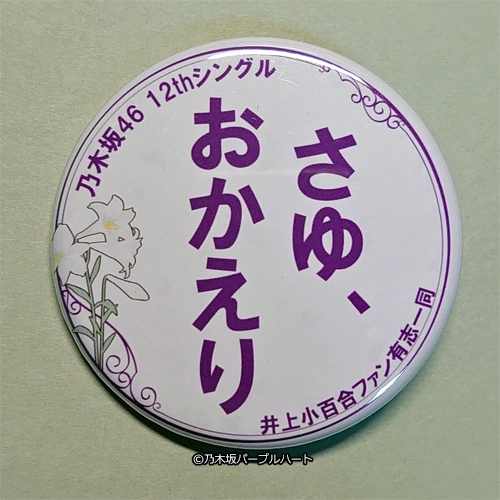 乃木坂46 12thシングル
さゆ、
おかえり
井上小百合ファン有志一同
©乃木坂パープルハート